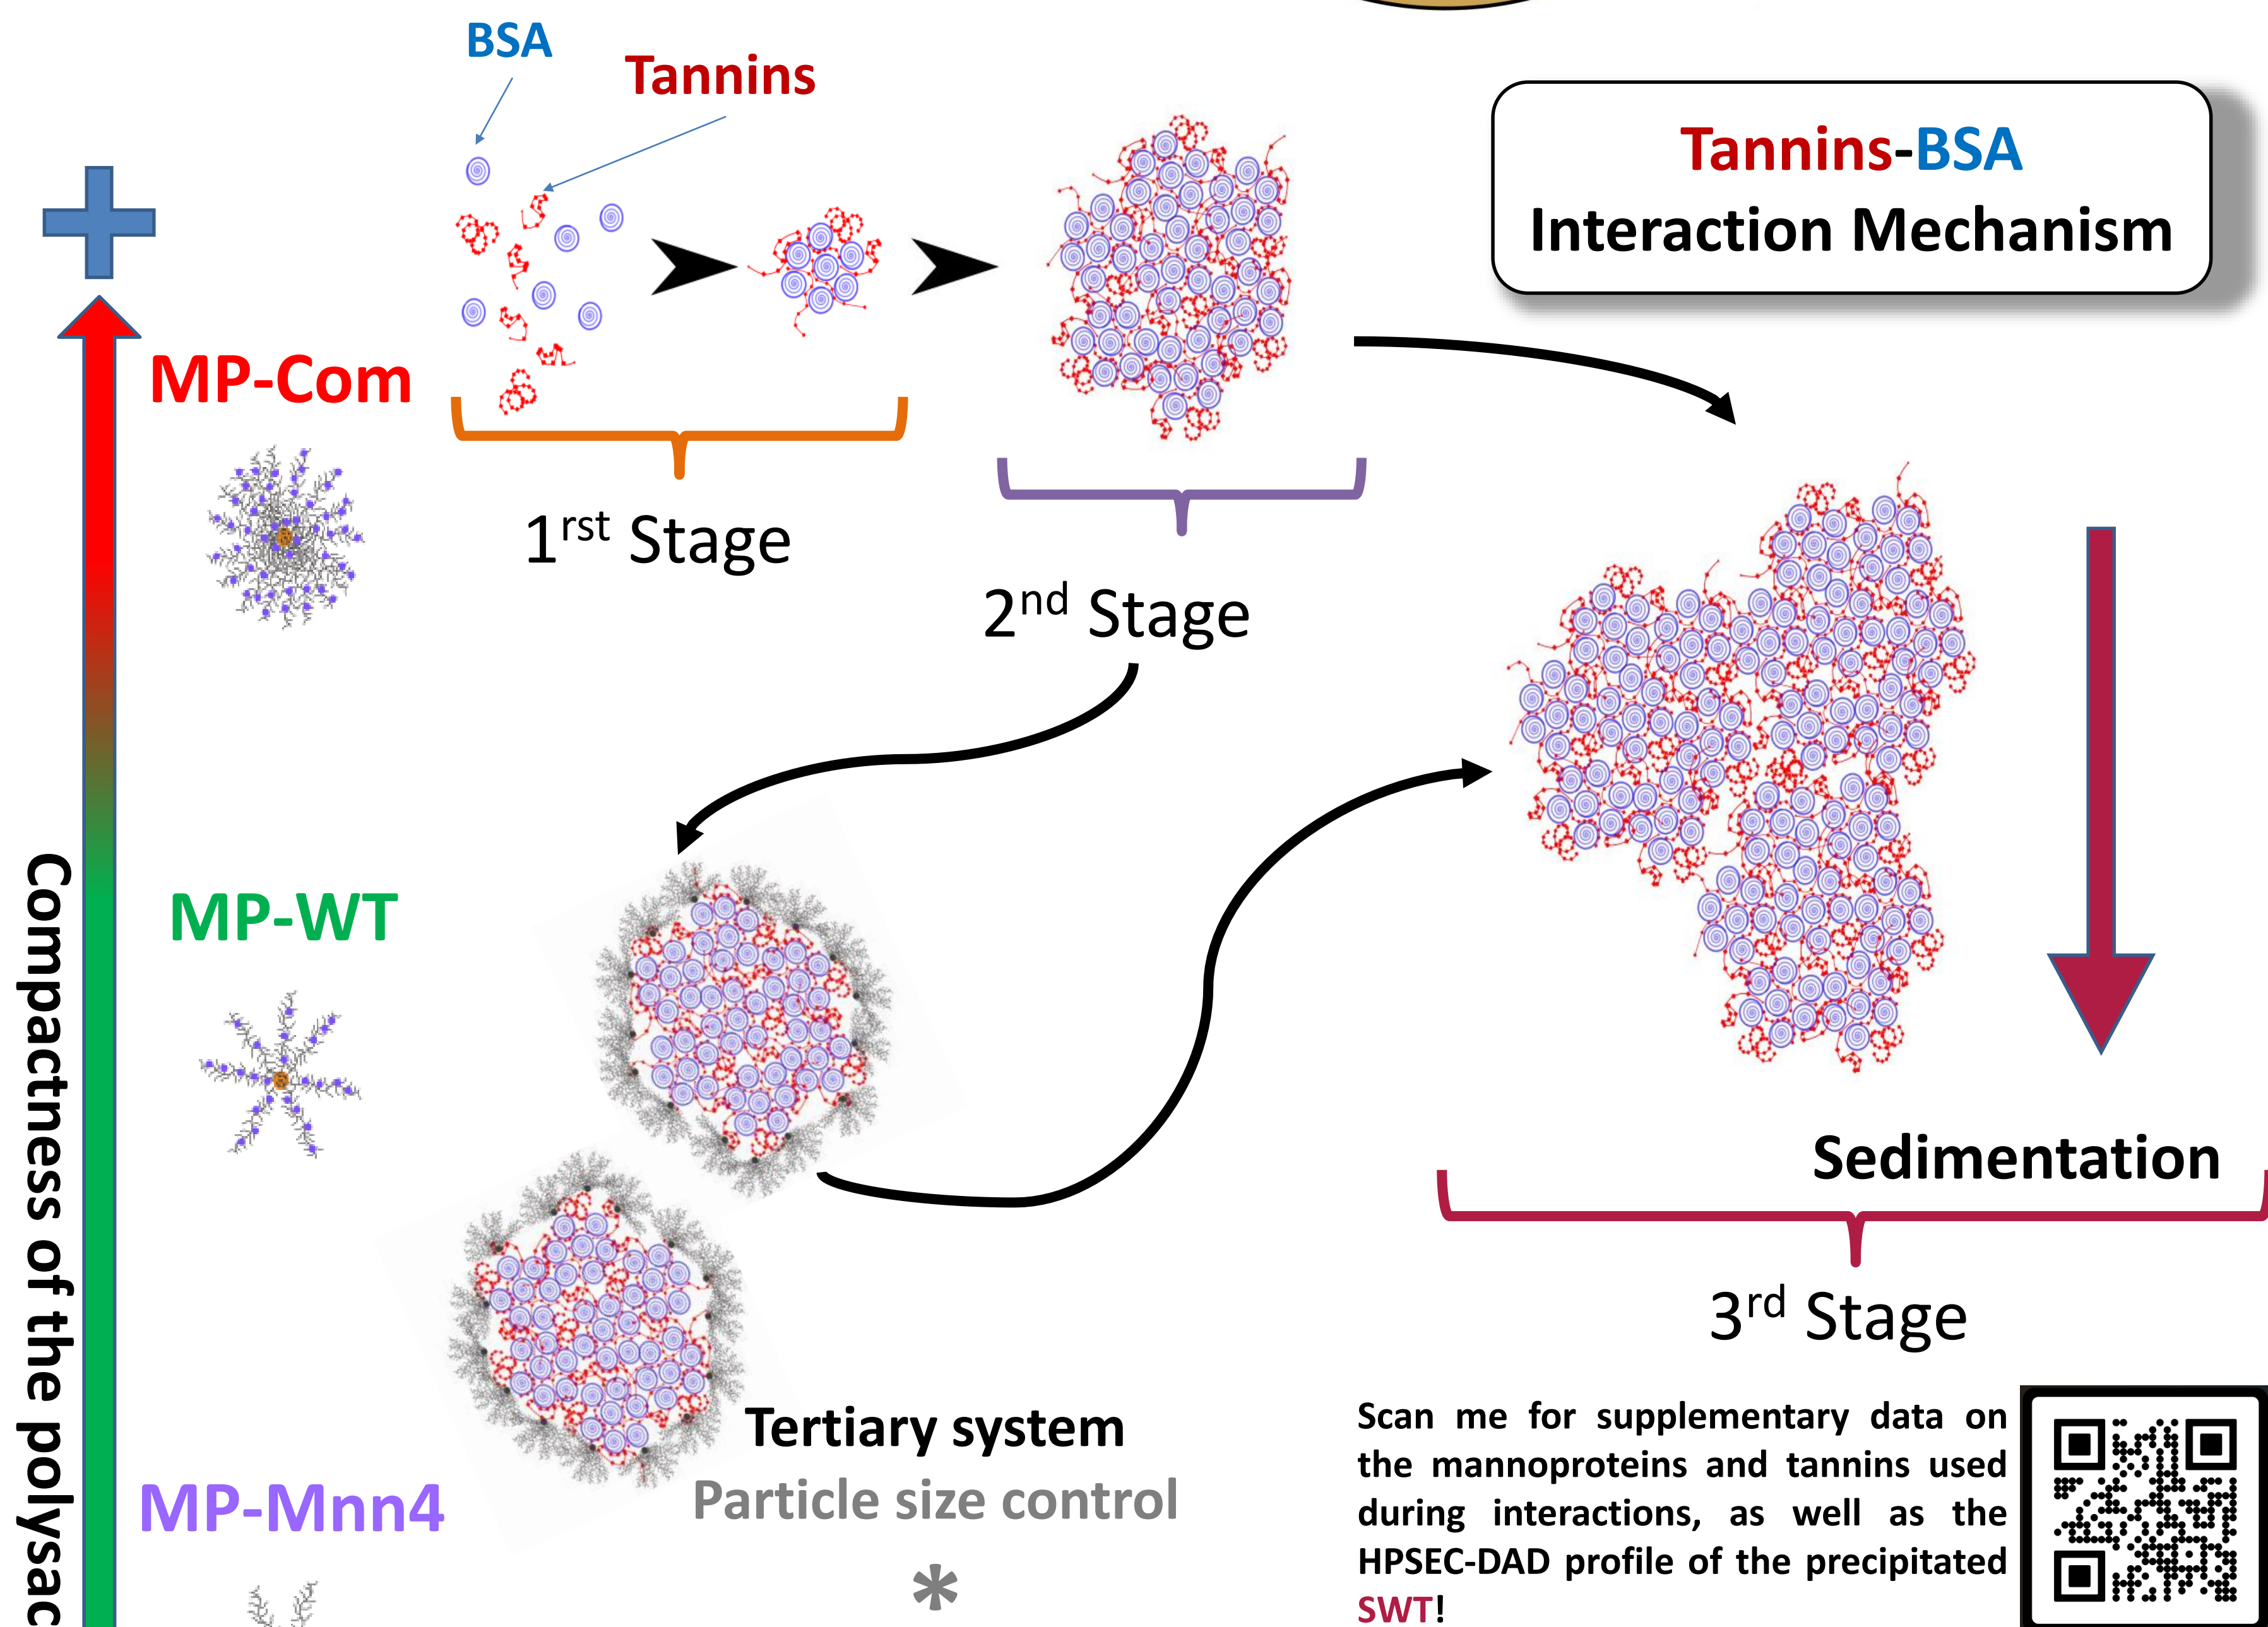 BSA
Tannins
Tannins-BSA
Interaction Mechanism
MP-Com
1rst Stage
2nd Stage
MP-WT
Compactness of the polysac
Sedimentation
3rd Stage
MP-Mnn4
Tertiary system
Particle size control
*
Scan me for supplementary data on
the mannoproteins and tannins used
during interactions, as well as the
HPSEC-DAD profile of the precipitated
SWT!